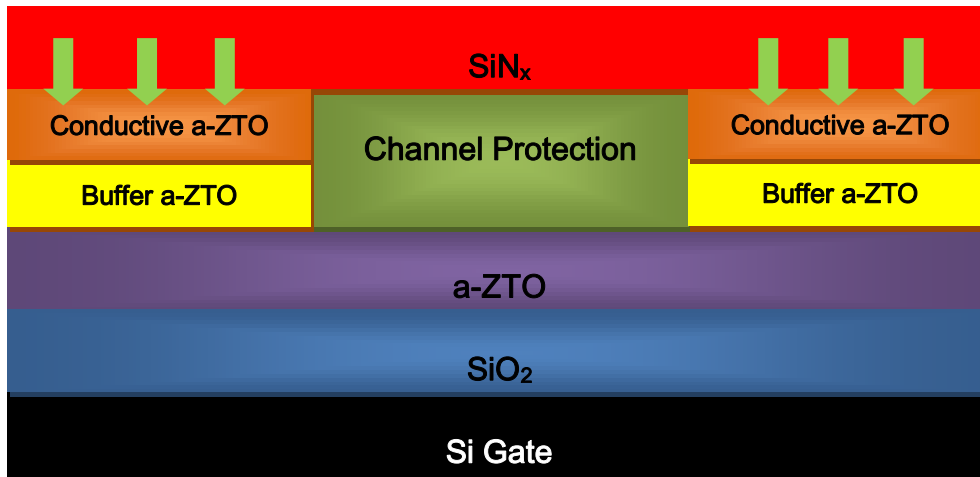 SiNₓ
Conductive a-ZTO
Conductive a-ZTO
Channel Protection
Buffer a-ZTO
Buffer a-ZTO
a-ZTO
SiO₂
Si Gate